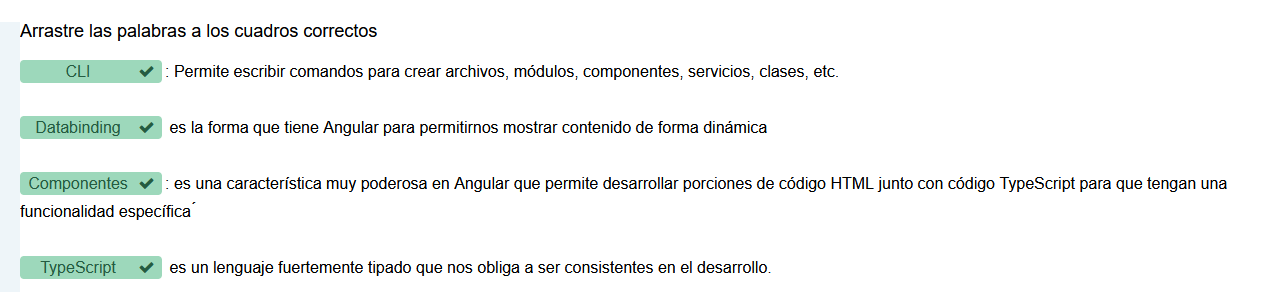 Arrastre las palabras a los cuadros correctos
CLI : Permite escribir comandos para crear archivos, módulos, componentes, servicios, clases, etc.
Databinding es la forma que tiene Angular para permitirnos mostrar contenido de forma dinámica
Componentes : es una característica muy poderosa en Angular que permite desarrollar porciones de código HTML junto con código TypeScript para que tengan una
funcionalidad específica´
TypeScript es un lenguaje fuertemente tipado que nos obliga a ser consistentes en el desarrollo.